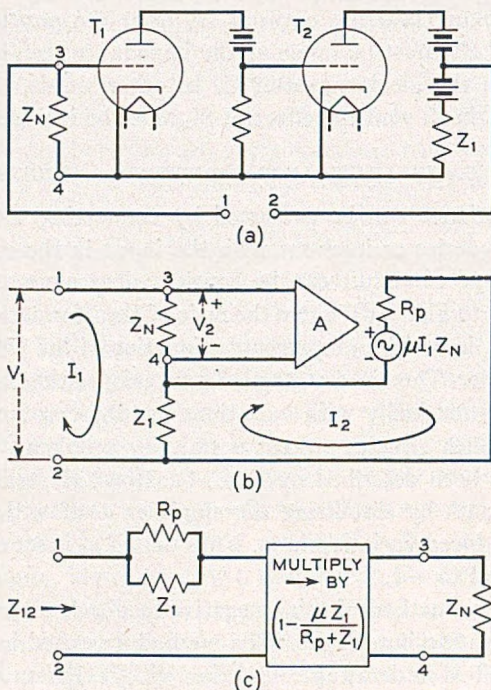 T1 T2
3
ZN
4
Z1
1 2
(a)
1 3
ZN V2 + − A Rp
+ − μI1ZN
V1 I1
4
Z1 I2
2
(b)
Rp
1 3
Z1
MULTIPLY
BY
Z12 ZN
(1 − μZ1 / Rp+Z1)
2 4
(c)